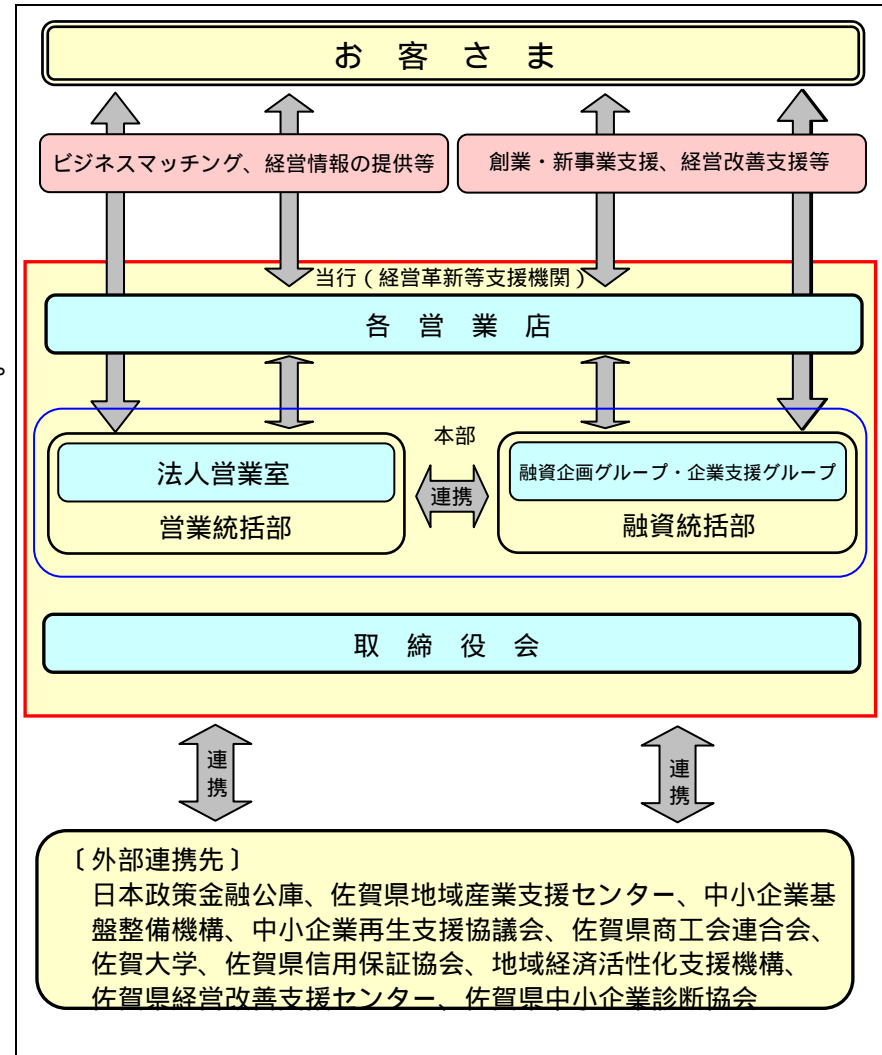 お 客 さ ま
ビジネスマッチング、経営情報の提供等
創業・新事業支援、経営改善支援等
当行（経営革新等支援機関）
各 営 業 店
。
本部
法人営業室
営業統括部
連携
融資企画グループ・企業支援グループ
融資統括部
取 締 役 会
連携
連携
〔外部連携先〕
日本政策金融公庫、佐賀県地域産業支援センター、中小企業基
盤整備機構、中小企業再生支援協議会、佐賀県商工会連合会、
佐賀大学、佐賀県信用保証協会、地域経済活性化支援機構、
佐賀県経営改善支援センター、佐賀県中小企業診断協会